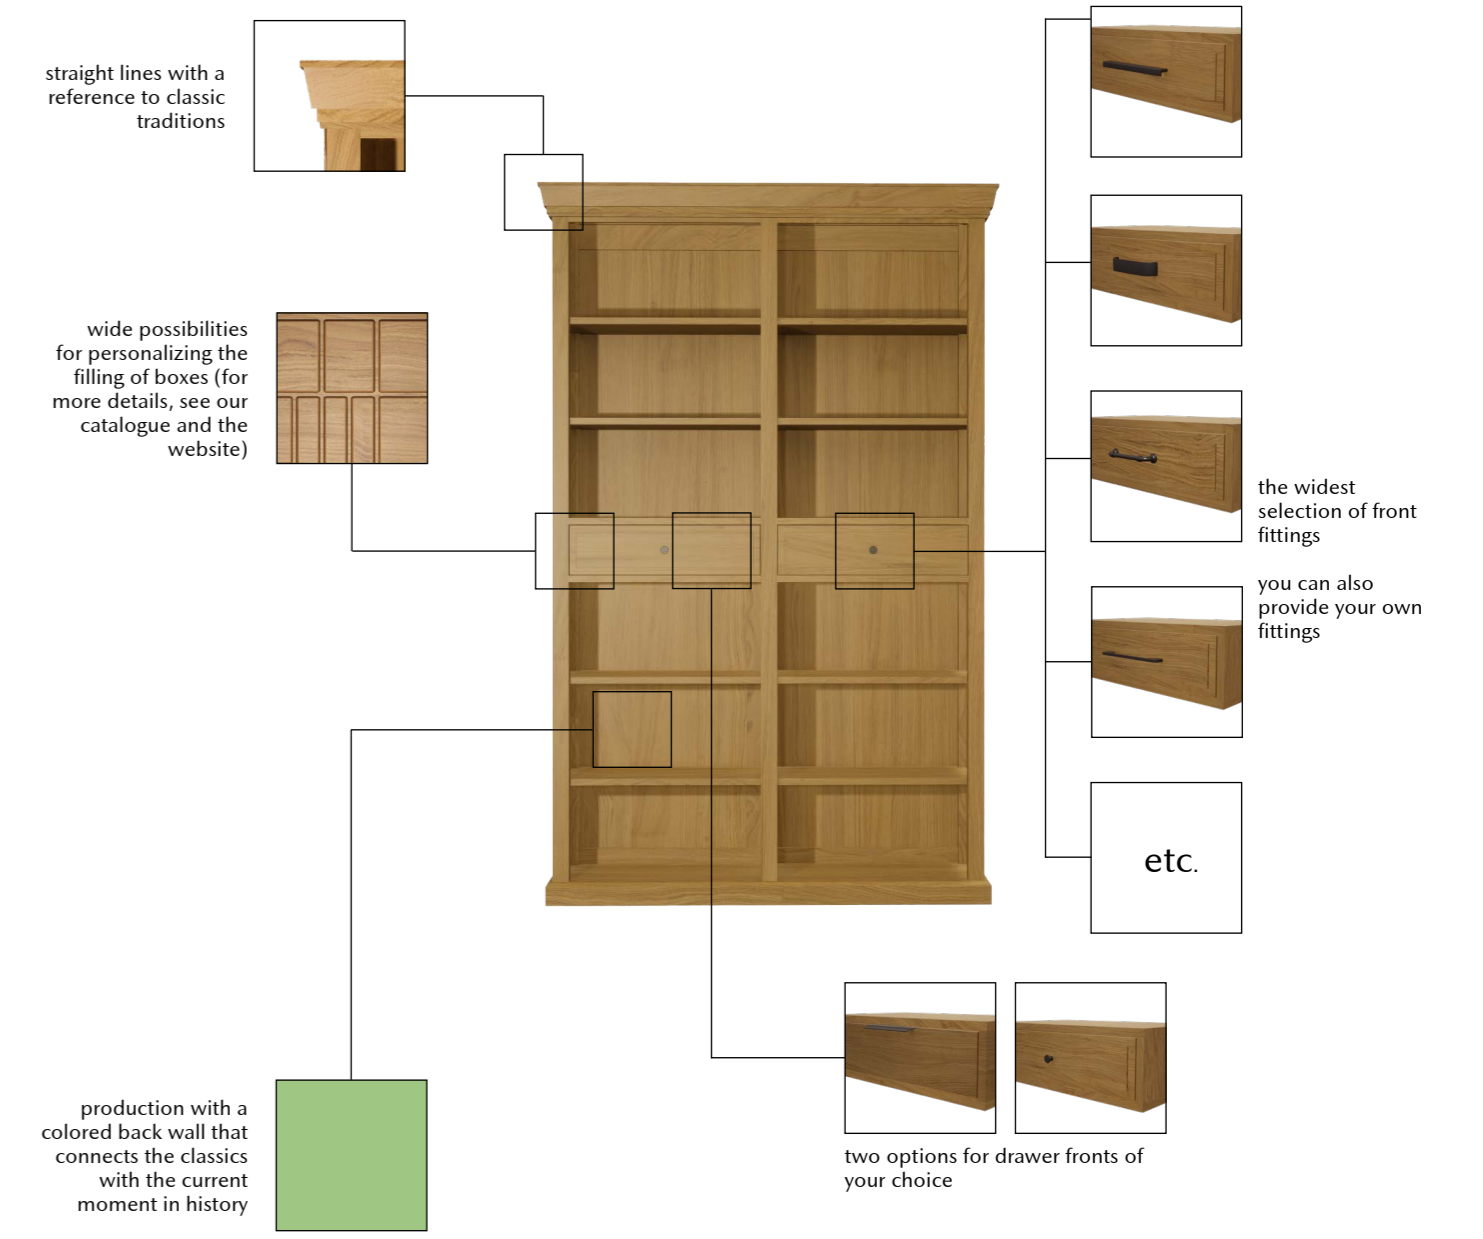 straight lines with a
reference to classic
traditions
wide possibilities
for personalizing the
filling of boxes (for
more details, see our
catalogue and the
website)
the widest
selection of front
fittings
you can also
provide your own
fittings
etc.
two options for drawer fronts of
your choice
production with a
colored back wall that
connects the classics
with the current
moment in history